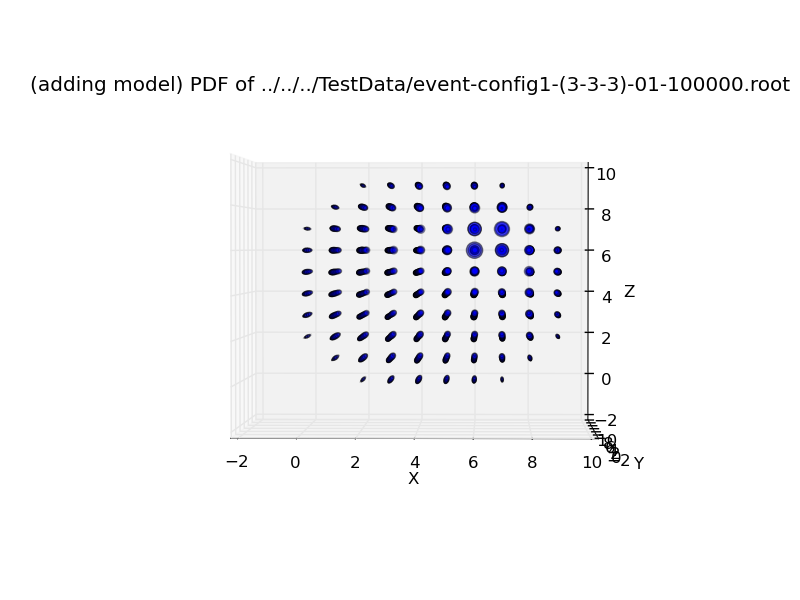 (adding model) PDF of ../../../TestData/event-config1-(3-3-3)-01-100000.root
10
8
6
4
Z
2
0
−2
−2 0 2 4 6 8 10
Y
X